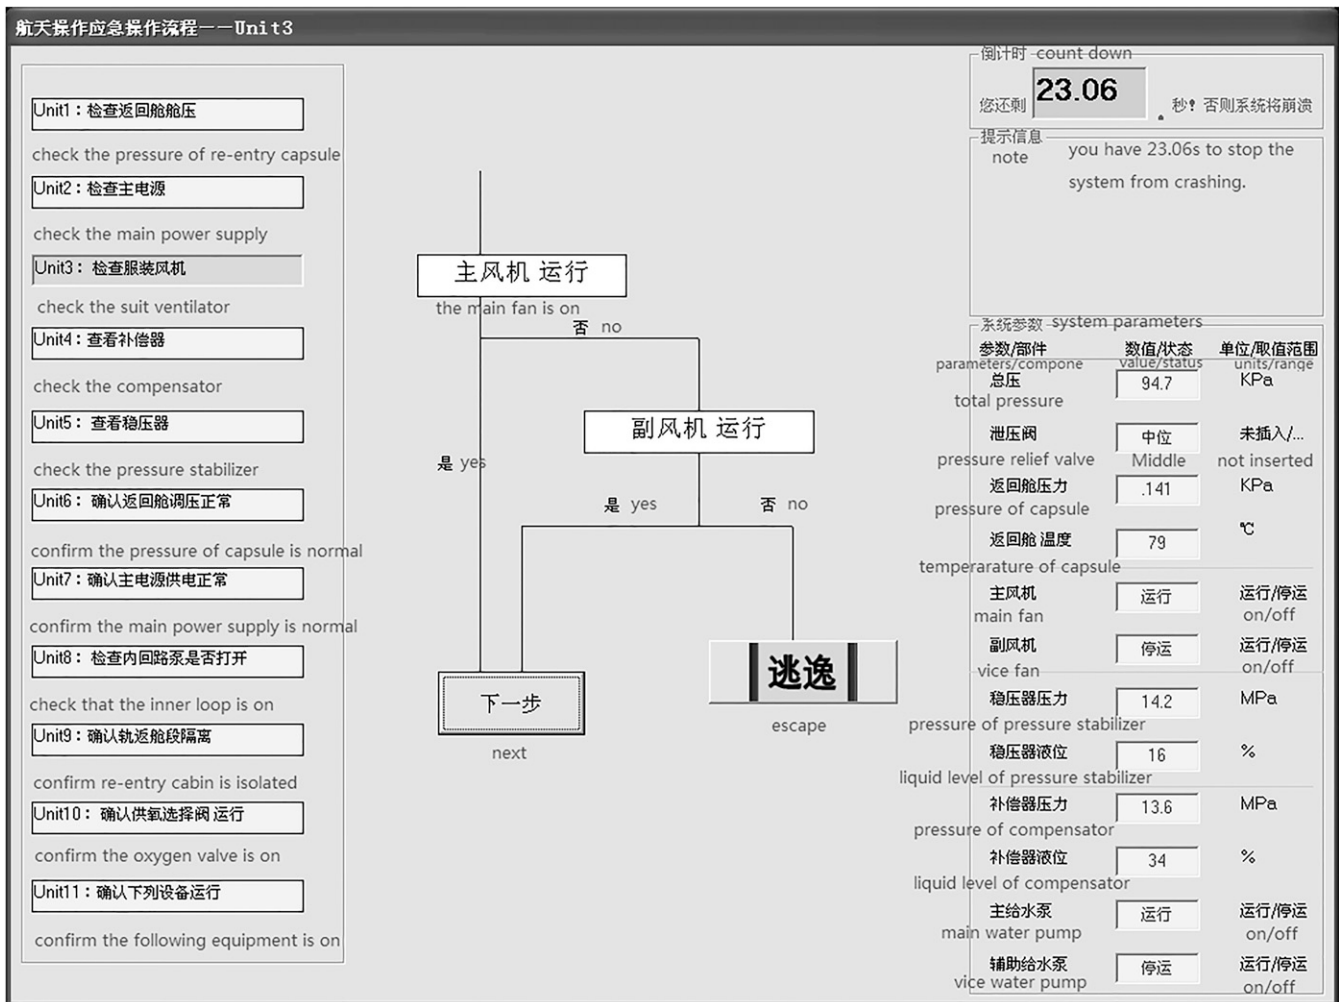 航天操作应急操作流程——Unit3
Unit1：检查返回舱舱压
check the pressure of re-entry capsule
Unit2：检查主电源
check the main power supply
Unit3：检查服装风机
check the suit ventilator
Unit4：查看补偿器
check the compensator
Unit5：查看稳压器
check the pressure stabilizer
Unit6：确认返回舱调压正常
confirm the pressure of capsule is normal
Unit7：确认主电源供电正常
confirm the main power supply is normal
Unit8：检查内回路泵是否打开
check that the inner loop is on
Unit9：确认轨返舱段隔离
confirm re-entry cabin is isolated
Unit10：确认供氧选择阀 运行
confirm the oxygen valve is on
Unit11：确认下列设备运行
confirm the following equipment is on
主风机 运行
the main fan is on
否 no
副风机 运行
是 yes
是 yes 否 no
下一步
next
逃逸
escape
倒计时 count down
您还剩 23.06 。秒！否则系统将崩溃
提示信息
note
you have 23.06s to stop the
system from crashing.
系统参数 system parameters
参数/部件 数值/状态 单位/取值范围
parameters/compone value/status units/range
总压 94.7 KPa
total pressure
泄压阀 中位 未插入/...
pressure relief valve Middle not inserted
返回舱压力 .141 KPa
pressure of capsule
返回舱 温度 79 ℃
temperarature of capsule
主风机 运行 运行/停运
main fan on/off
副风机 停运 运行/停运
vice fan on/off
稳压器压力 14.2 MPa
pressure of pressure stabilizer
稳压器液位 16 %
liquid level of pressure stabilizer
补偿器压力 13.6 MPa
pressure of compensator
补偿器液位 34 %
liquid level of compensator
主给水泵 运行 运行/停运
main water pump on/off
辅助给水泵 停运 运行/停运
vice water pump on/off